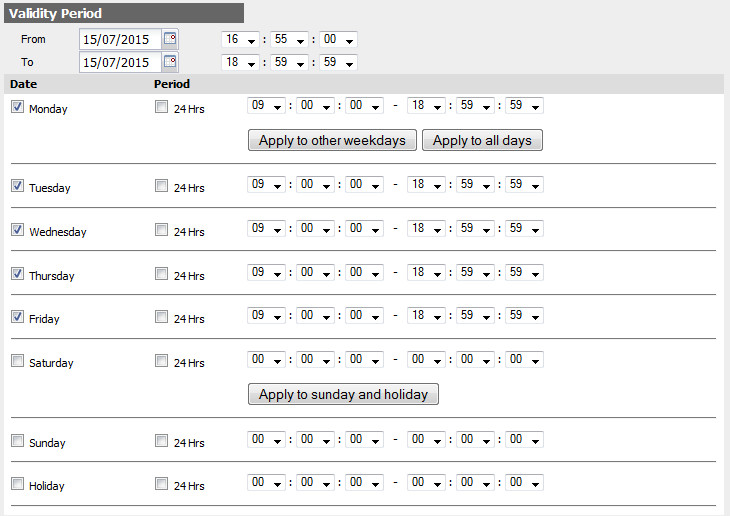 Validity Period
From 15/07/2015 16 : 55 : 00
To 15/07/2015 18 : 59 : 59
Date Period
Monday 24 Hrs 09 : 00 : 00 - 18 : 59 : 59
Apply to other weekdays Apply to all days
Tuesday 24 Hrs 09 : 00 : 00 - 18 : 59 : 59
Wednesday 24 Hrs 09 : 00 : 00 - 18 : 59 : 59
Thursday 24 Hrs 09 : 00 : 00 - 18 : 59 : 59
Friday 24 Hrs 09 : 00 : 00 - 18 : 59 : 59
Saturday 24 Hrs 00 : 00 : 00 - 00 : 00 : 00
Apply to sunday and holiday
Sunday 24 Hrs 00 : 00 : 00 - 00 : 00 : 00
Holiday 24 Hrs 00 : 00 : 00 - 00 : 00 : 00